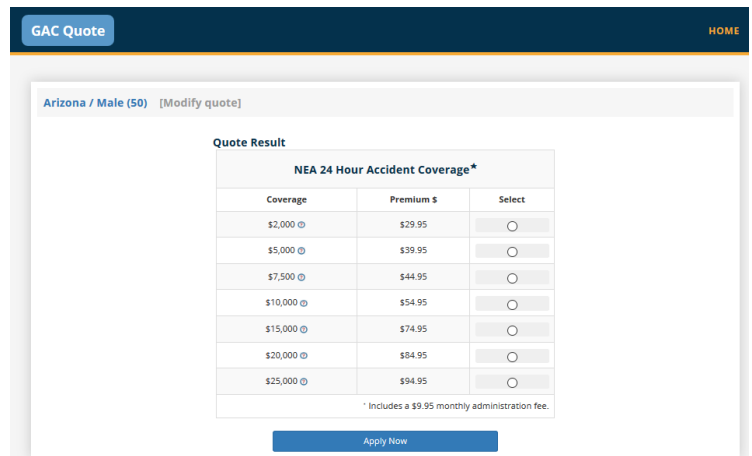 GAC Quote HOME
Arizona / Male (50) [Modify quote]
Quote Result
NEA 24 Hour Accident Coverage*
Coverage Premium $ Select
$2,000 $29.95
$5,000 $39.95
$7,500 $44.95
$10,000 $54.95
$15,000 $74.95
$20,000 $84.95
$25,000 $94.95
* Includes a $9.95 monthly administration fee.
Apply Now